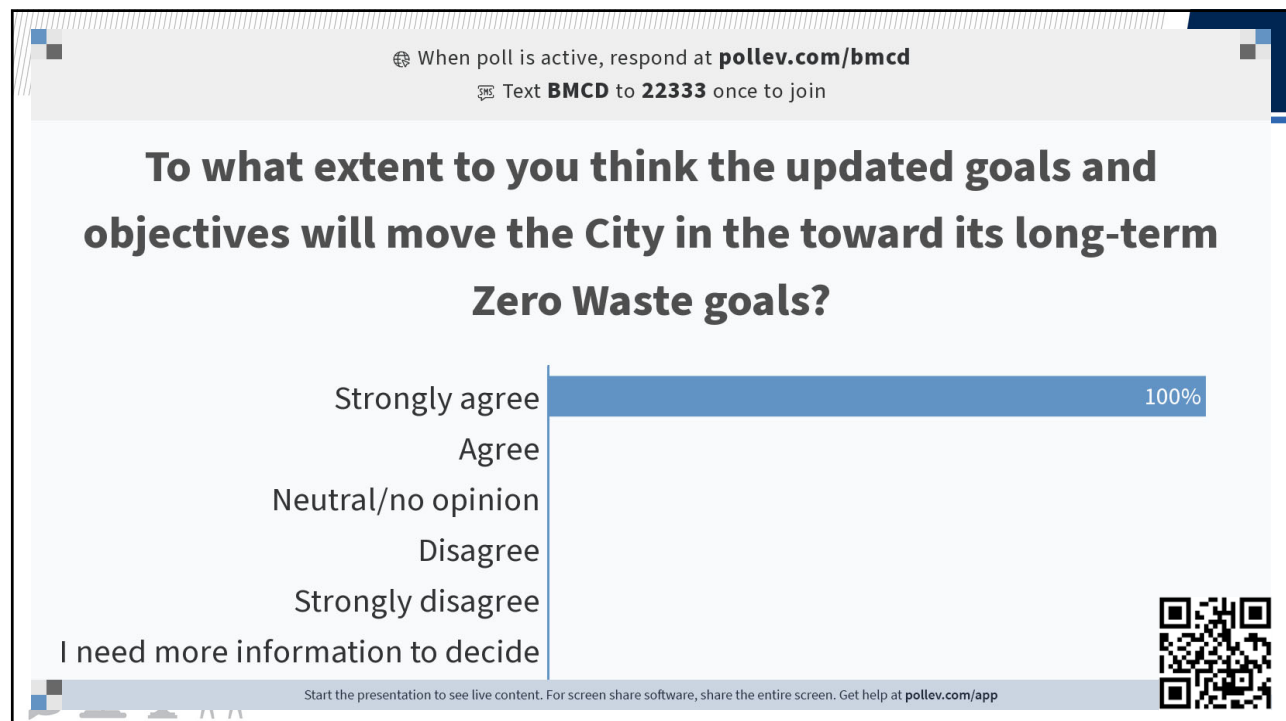 When poll is active, respond at pollev.com/bmcd
Text BMCD to 22333 once to join
To what extent to you think the updated goals and
objectives will move the City in the toward its long-term
Zero Waste goals?
Strongly agree
100%
Agree
Neutral/no opinion
Disagree
Strongly disagree
I need more information to decide
Start the presentation to see live content. For screen share software, share the entire screen. Get help at pollev.com/app